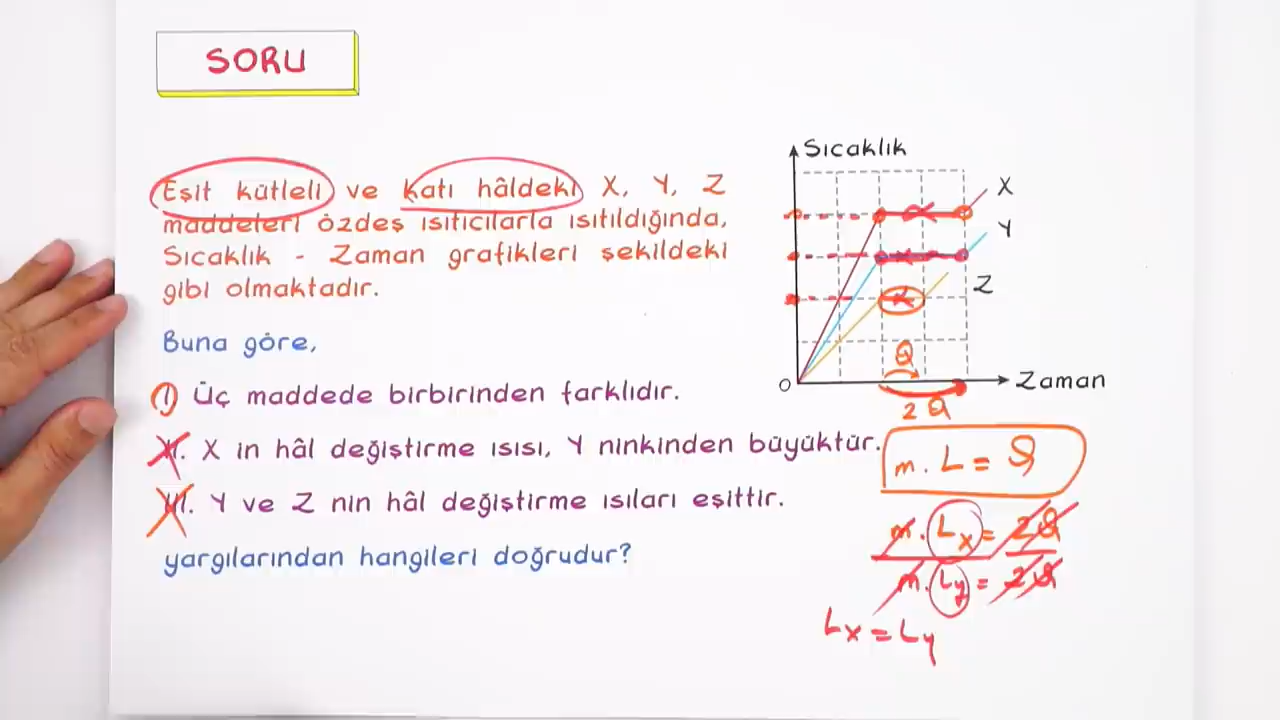 SORU
Eşit kütleli ve katı hâldeki X, Y, Z
maddeleri özdeş ısıtıcılarla ısıtıldığında,
Sıcaklık - Zaman grafikleri şekildeki
gibi olmaktadır.
Buna göre,
I Üç maddede birbirinden farklıdır.
II. X in hâl değiştirme ısısı, Y ninkinden büyüktür.
III. Y ve Z nin hâl değiştirme ısıları eşittir.
yargılarından hangileri doğrudur?
Sıcaklık
X
Y
Z
Q
0
Zaman
2Q
m. L = Q
m. Lx = 2Q
m. Ly = 2Q
Lx = Ly